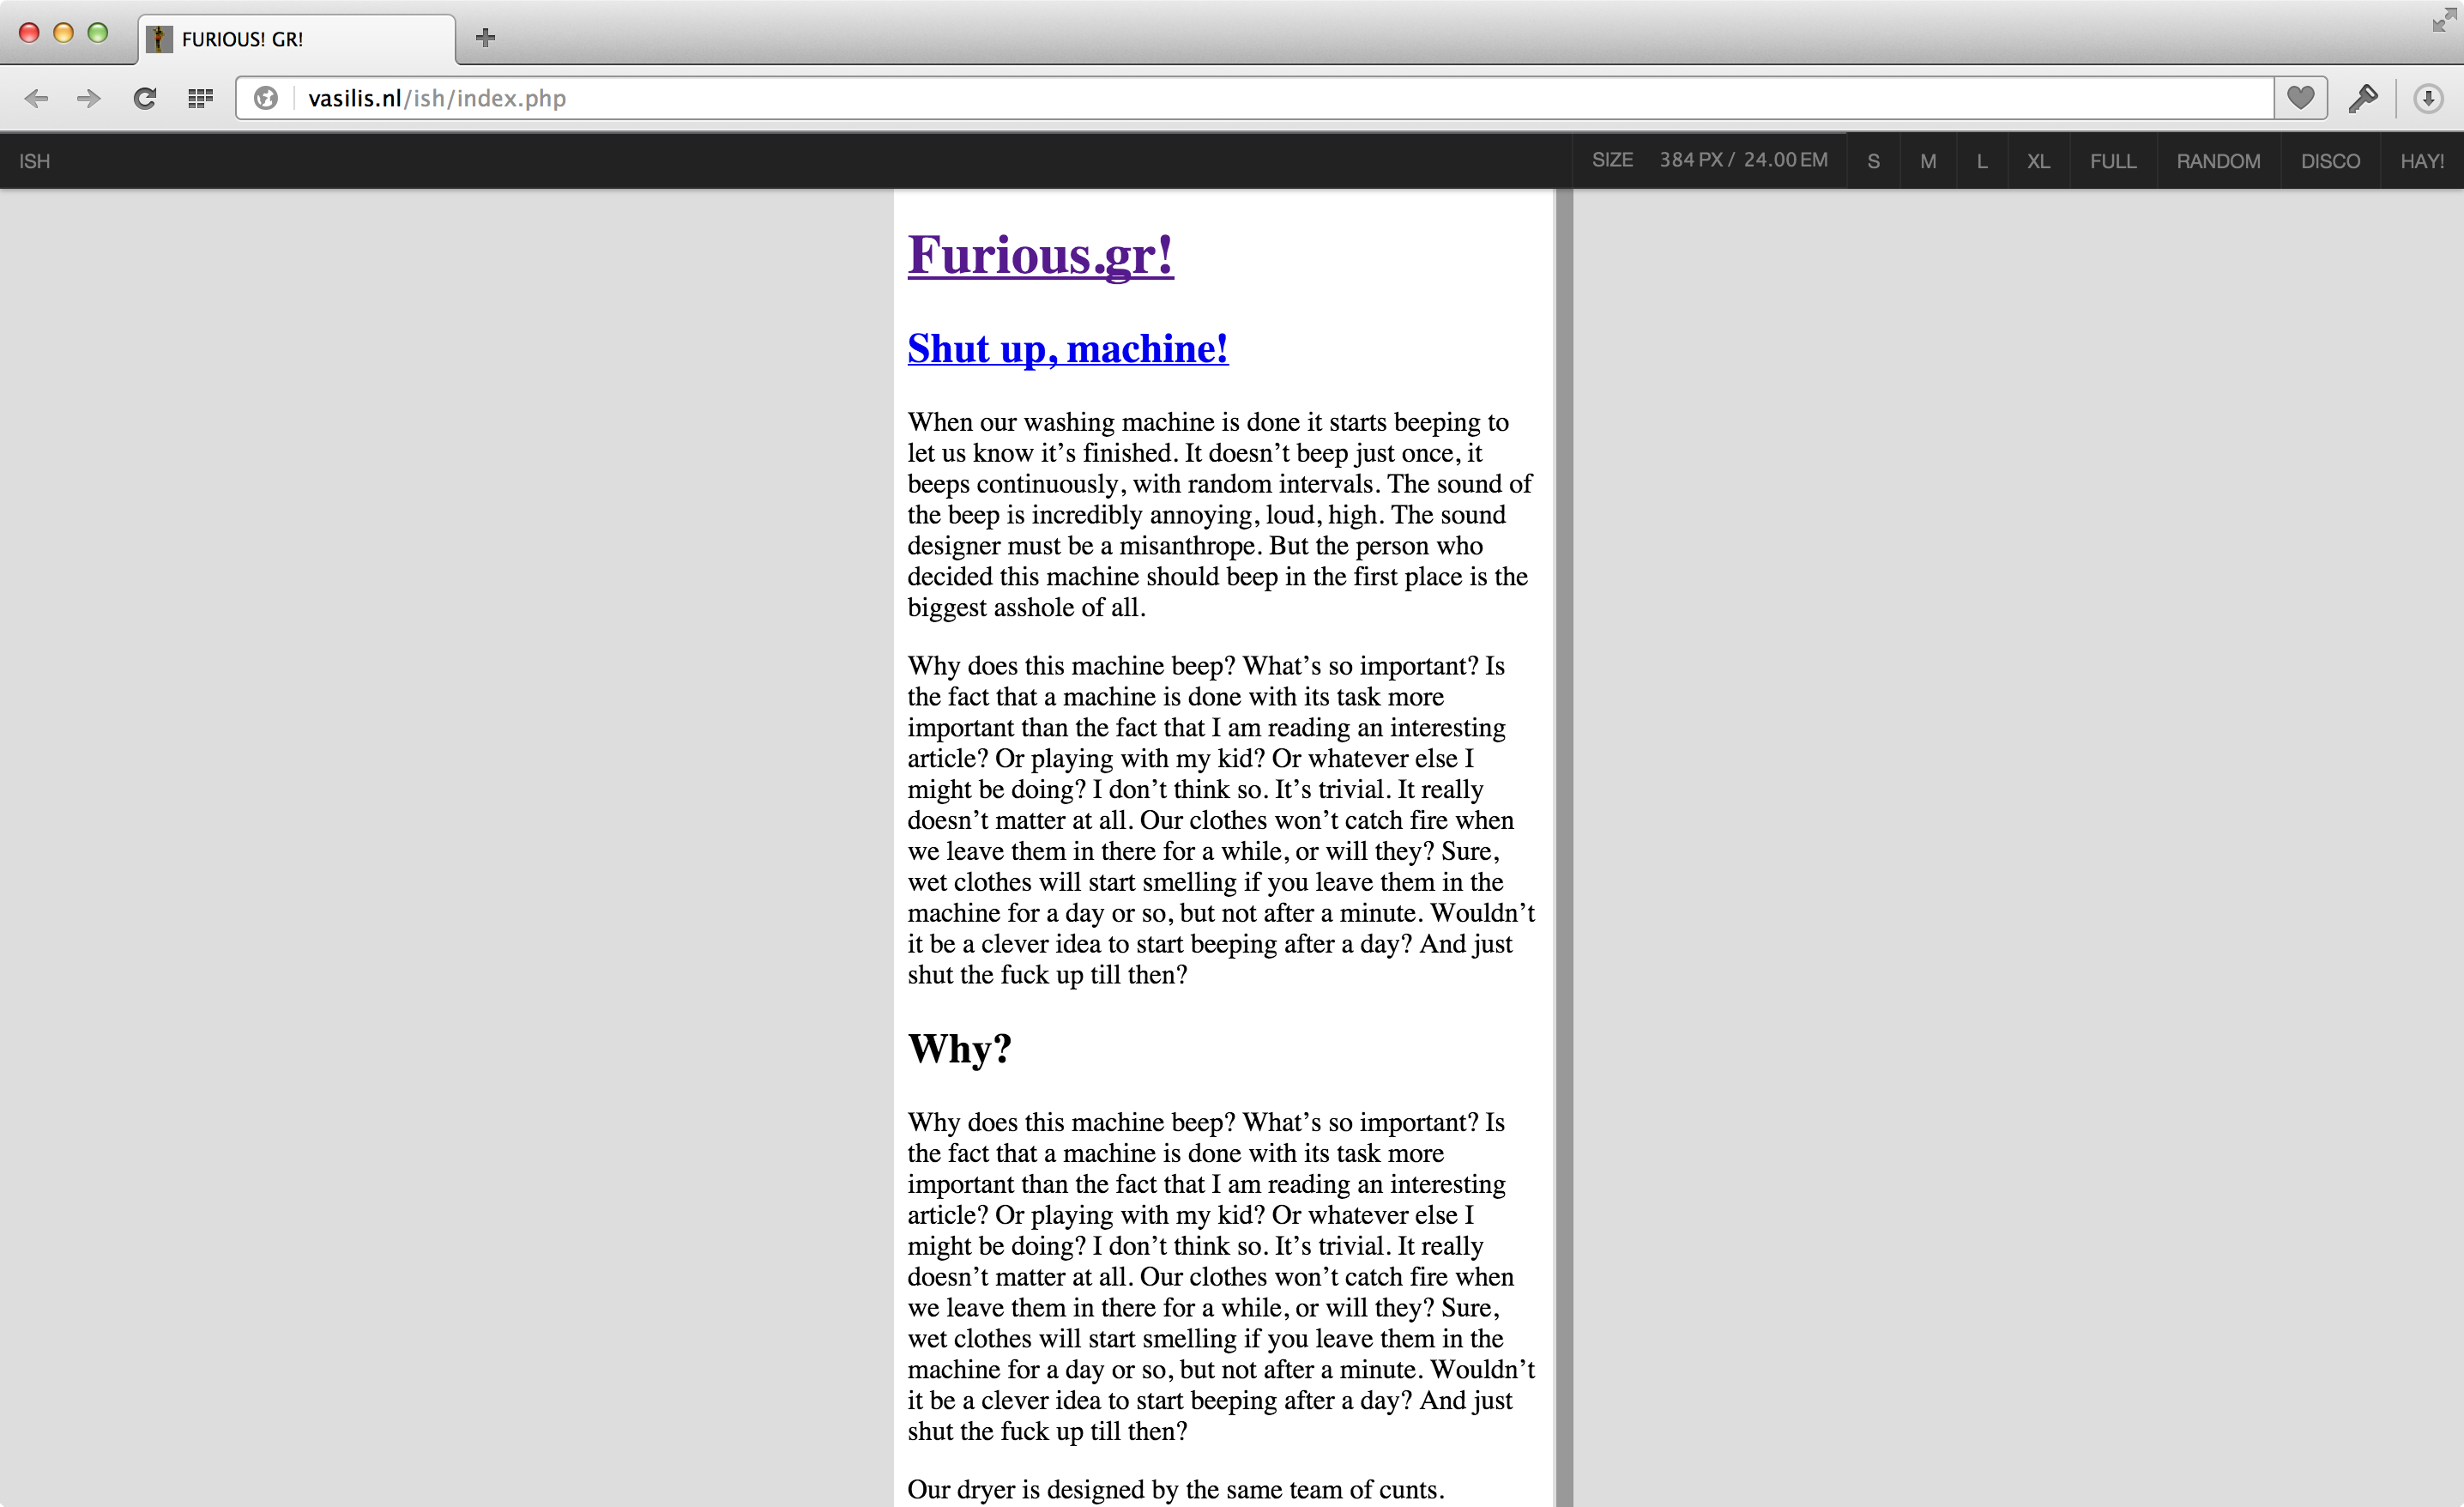 FURIOUS! GR!
vasilis.nl/ish/index.php
ISH SIZE 384 PX / 24.00 EM S M L XL FULL RANDOM DISCO HAY!
Furious.gr!
Shut up, machine!
When our washing machine is done it starts beeping to
let us know it’s finished. It doesn’t beep just once, it
beeps continuously, with random intervals. The sound of
the beep is incredibly annoying, loud, high. The sound
designer must be a misanthrope. But the person who
decided this machine should beep in the first place is the
biggest asshole of all.
Why does this machine beep? What’s so important? Is
the fact that a machine is done with its task more
important than the fact that I am reading an interesting
article? Or playing with my kid? Or whatever else I
might be doing? I don’t think so. It’s trivial. It really
doesn’t matter at all. Our clothes won’t catch fire when
we leave them in there for a while, or will they? Sure,
wet clothes will start smelling if you leave them in the
machine for a day or so, but not after a minute. Wouldn’t
it be a clever idea to start beeping after a day? And just
shut the fuck up till then?
Why?
Why does this machine beep? What’s so important? Is
the fact that a machine is done with its task more
important than the fact that I am reading an interesting
article? Or playing with my kid? Or whatever else I
might be doing? I don’t think so. It’s trivial. It really
doesn’t matter at all. Our clothes won’t catch fire when
we leave them in there for a while, or will they? Sure,
wet clothes will start smelling if you leave them in the
machine for a day or so, but not after a minute. Wouldn’t
it be a clever idea to start beeping after a day? And just
shut the fuck up till then?
Our dryer is designed by the same team of cunts.